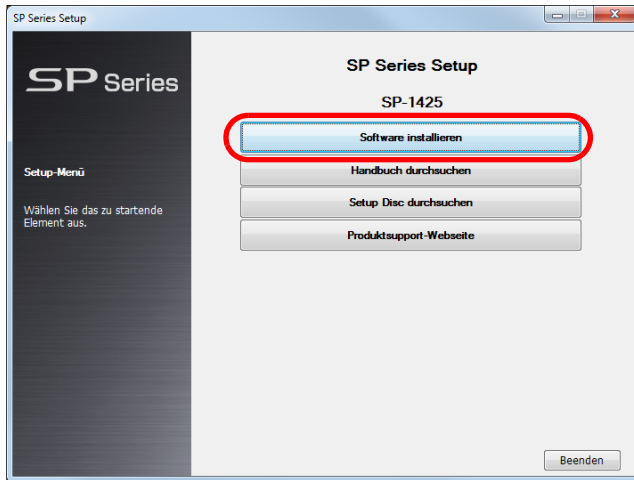 SP Series Setup
SP Series
Setup-Menü
Wählen Sie das zu startende
Element aus.
SP Series Setup
SP-1425
Software installieren
Handbuch durchsuchen
Setup Disc durchsuchen
Produktsupport-Webseite
Beenden